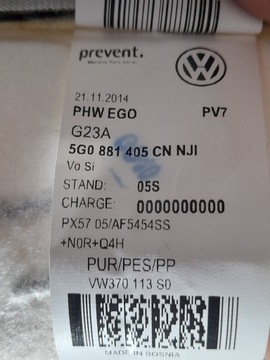 prevent.
21.11.2014
PHW EGO PV7
G23A
5G0 881 405 CN NJI
Vo Si
STAND: 05S
CHARGE: 0000000000
PX57 05/AF5454SS
+N0R+Q4H
PUR/PES/PP
VW370 113 S0
MADE IN BOSNIA